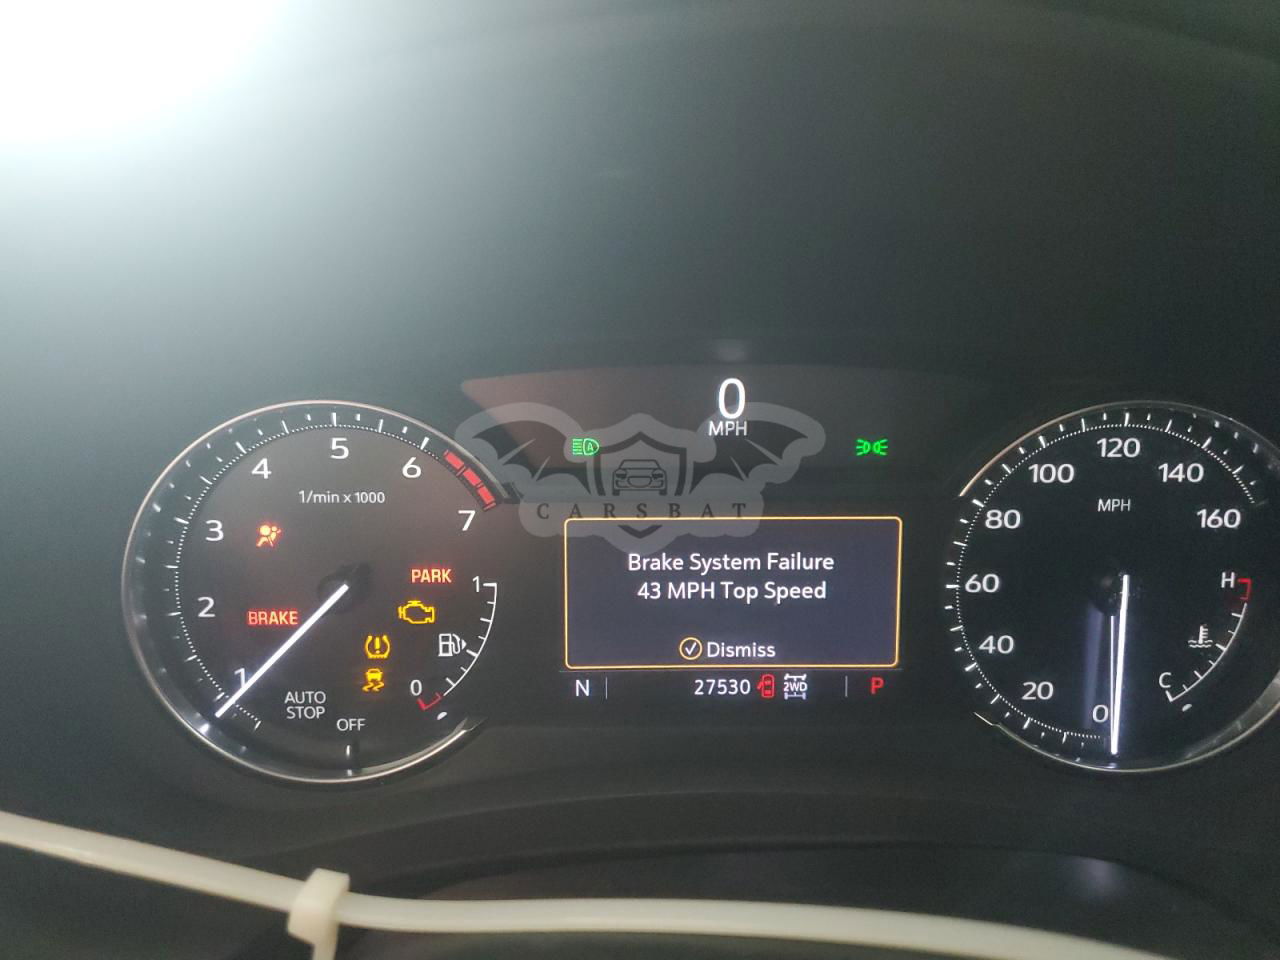 0
MPH
CARSBAT
1
2
3
4
5
6
7
1/min x 1000
PARK
BRAKE
1
0
AUTO
STOP
OFF
Brake System Failure
43 MPH Top Speed
Dismiss
N
27530
2WD
P
0
20
40
60
80
100
120
140
160
MPH
H
C
A